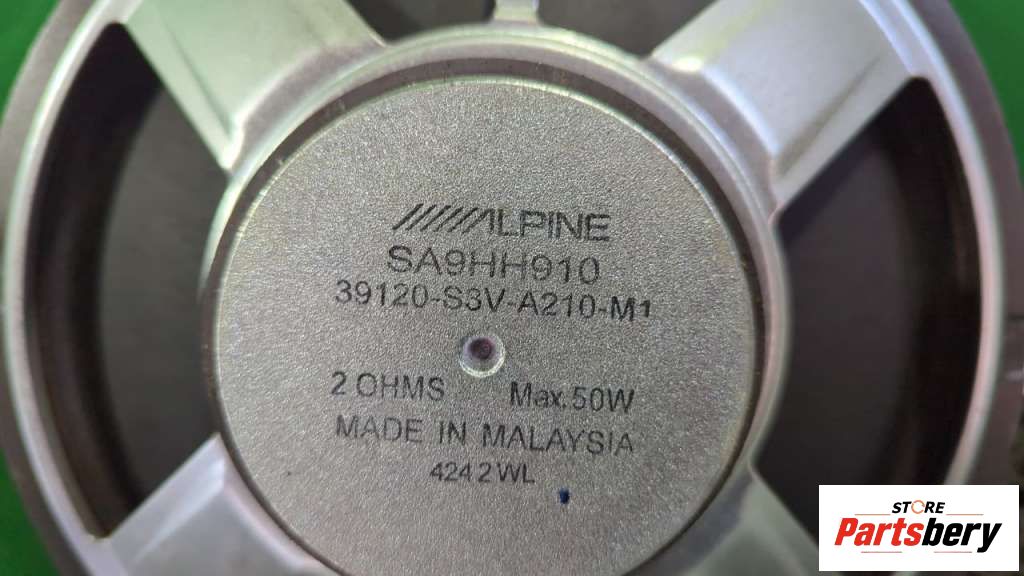 ALPINE
SA9HH910
39120-S3V-A210-M1
2 OHMS Max.50W
MADE IN MALAYSIA
4242WL
STORE
Partsbery